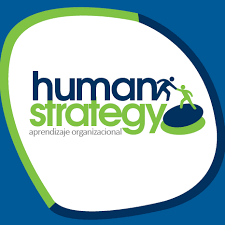 human
strategy
aprendizaje organizacional